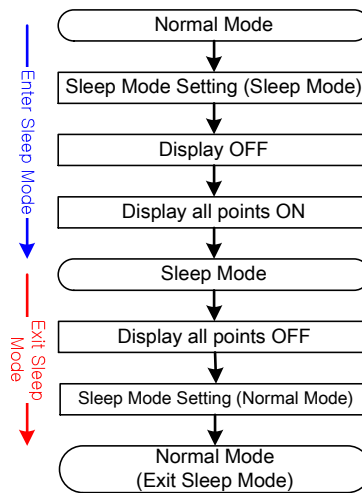 Normal Mode
Sleep Mode Setting (Sleep Mode)
Display OFF
Display all points ON
Sleep Mode
Display all points OFF
Sleep Mode Setting (Normal Mode)
Normal Mode
(Exit Sleep Mode)
Enter Sleep Mode
Exit Sleep
Mode